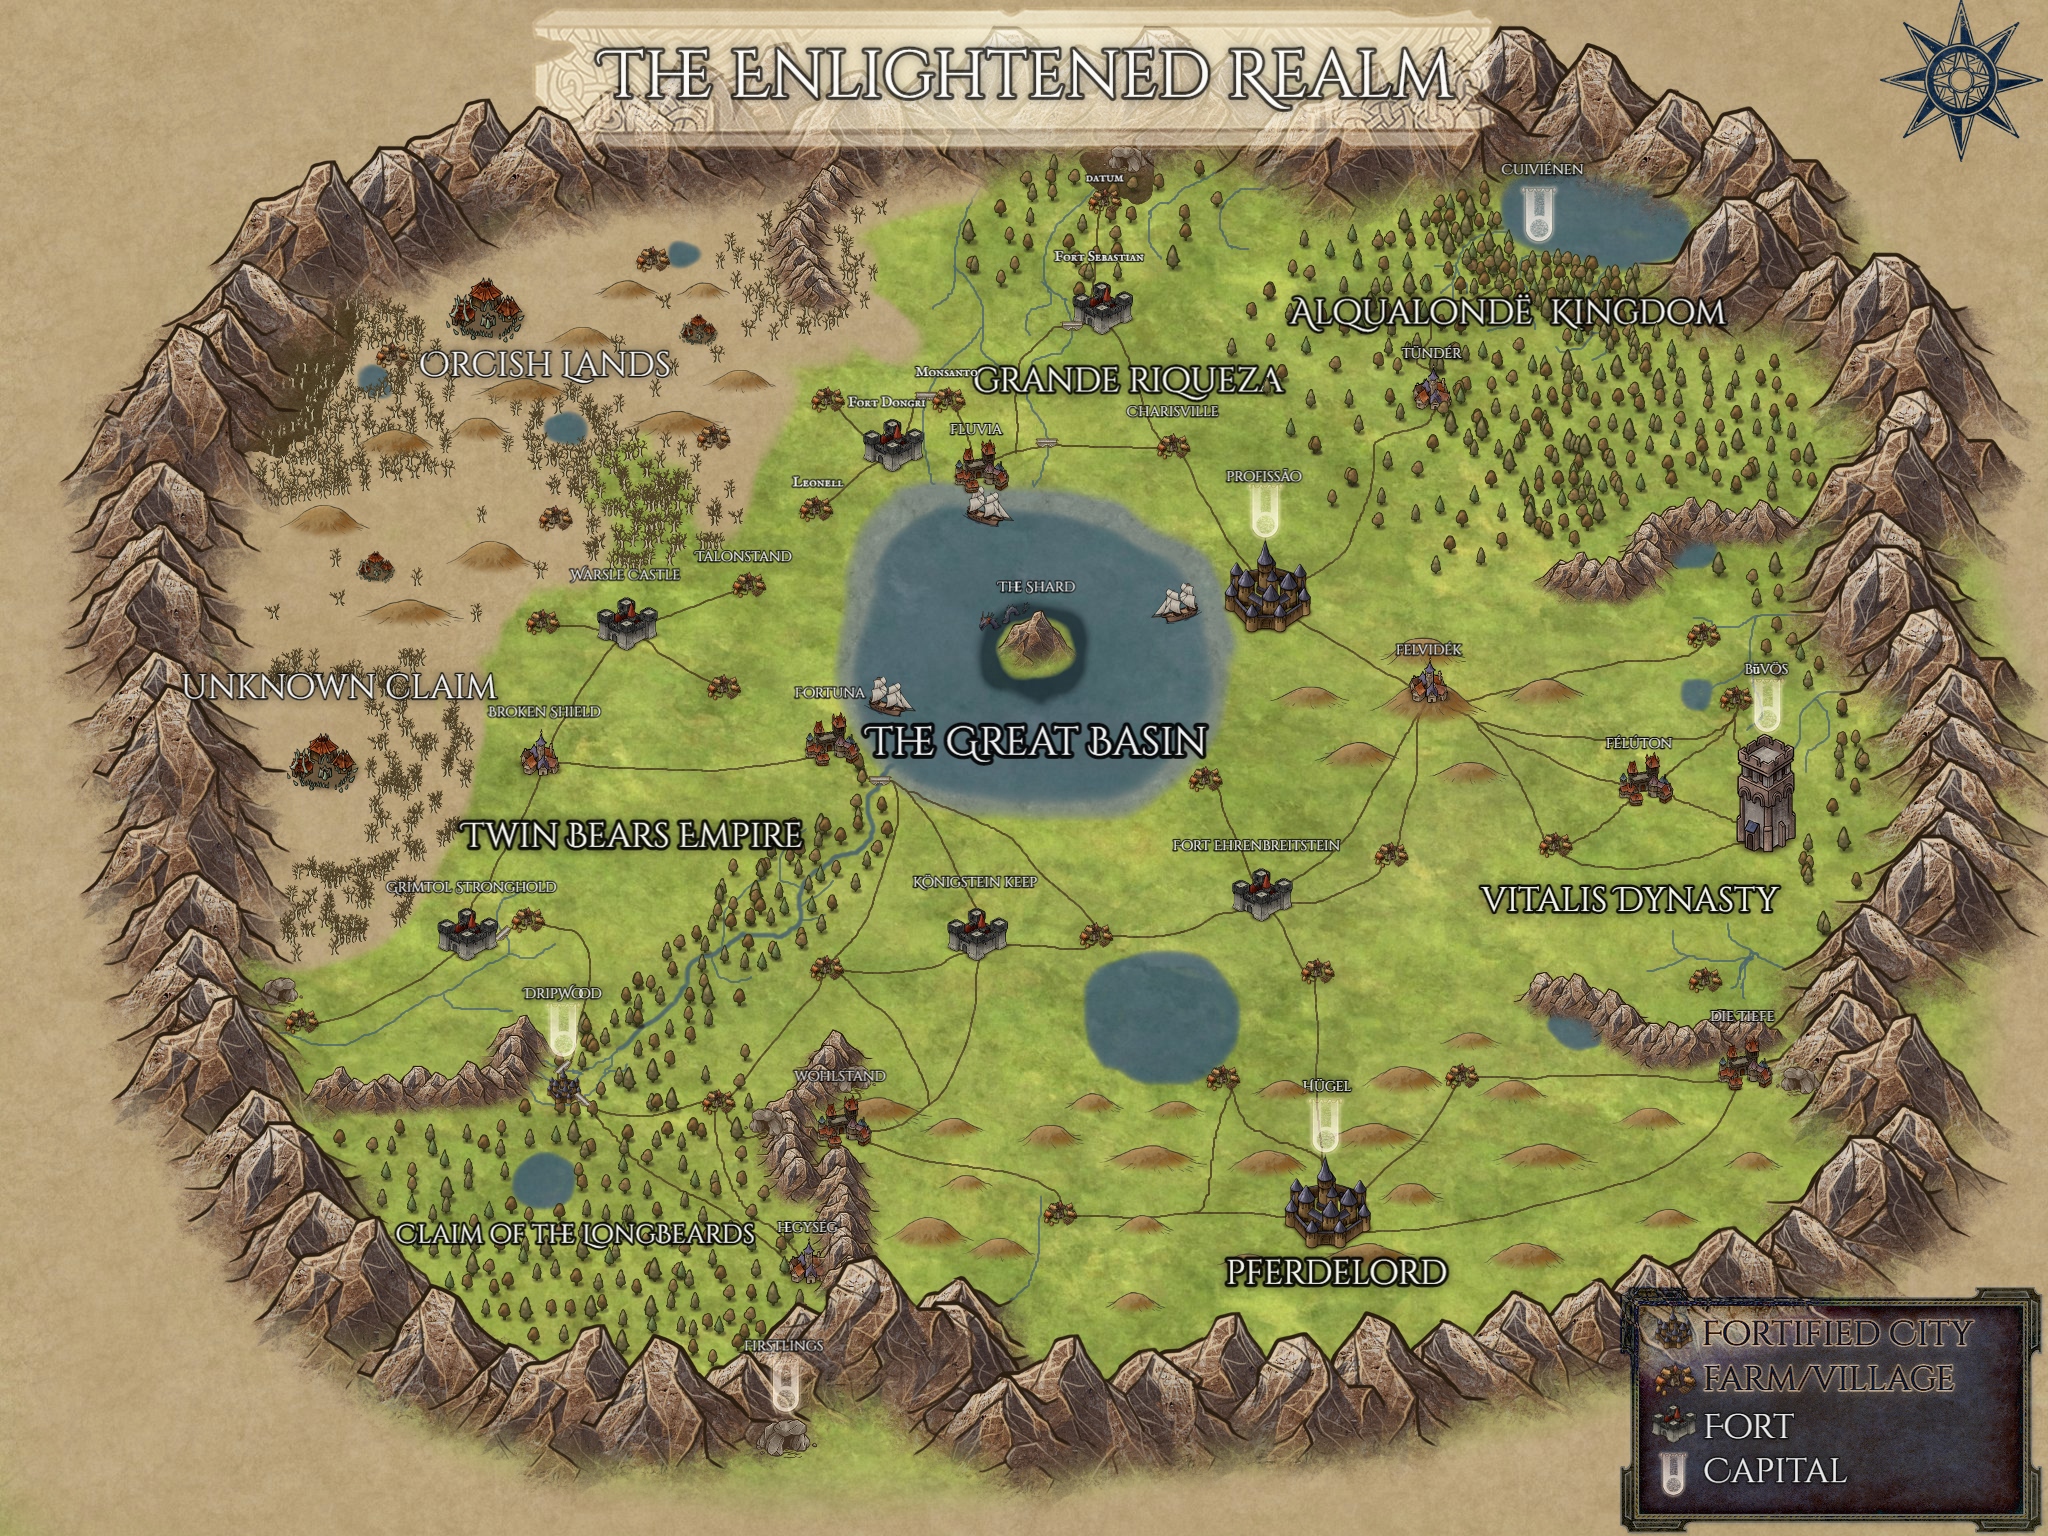 The Enlightened Realm
Cuiviénen
Datum
Fort Sebastian
Alqualondë Kingdom
Tündér
Orcish Lands
Monsanto
Grande Riqueza
Fort Dongri
Charisville
Fluvia
Profissão
Leonell
Talonstand
Warsle Castle
The Shard
Felvidék
Būvös
Unknown Claim
Fortuna
Broken Shield
The Great Basin
Félúton
Twin Bears Empire
Fort Ehrenbreitstein
Königstein Keep
Grimtol Stronghold
Vitalis Dynasty
Dripwood
Die Tiefe
Wohlstand
Hügel
Claim of the Longbeards
Hegység
Pferdelord
Firstlings
Fortified City
Farm/Village
Fort
Capital